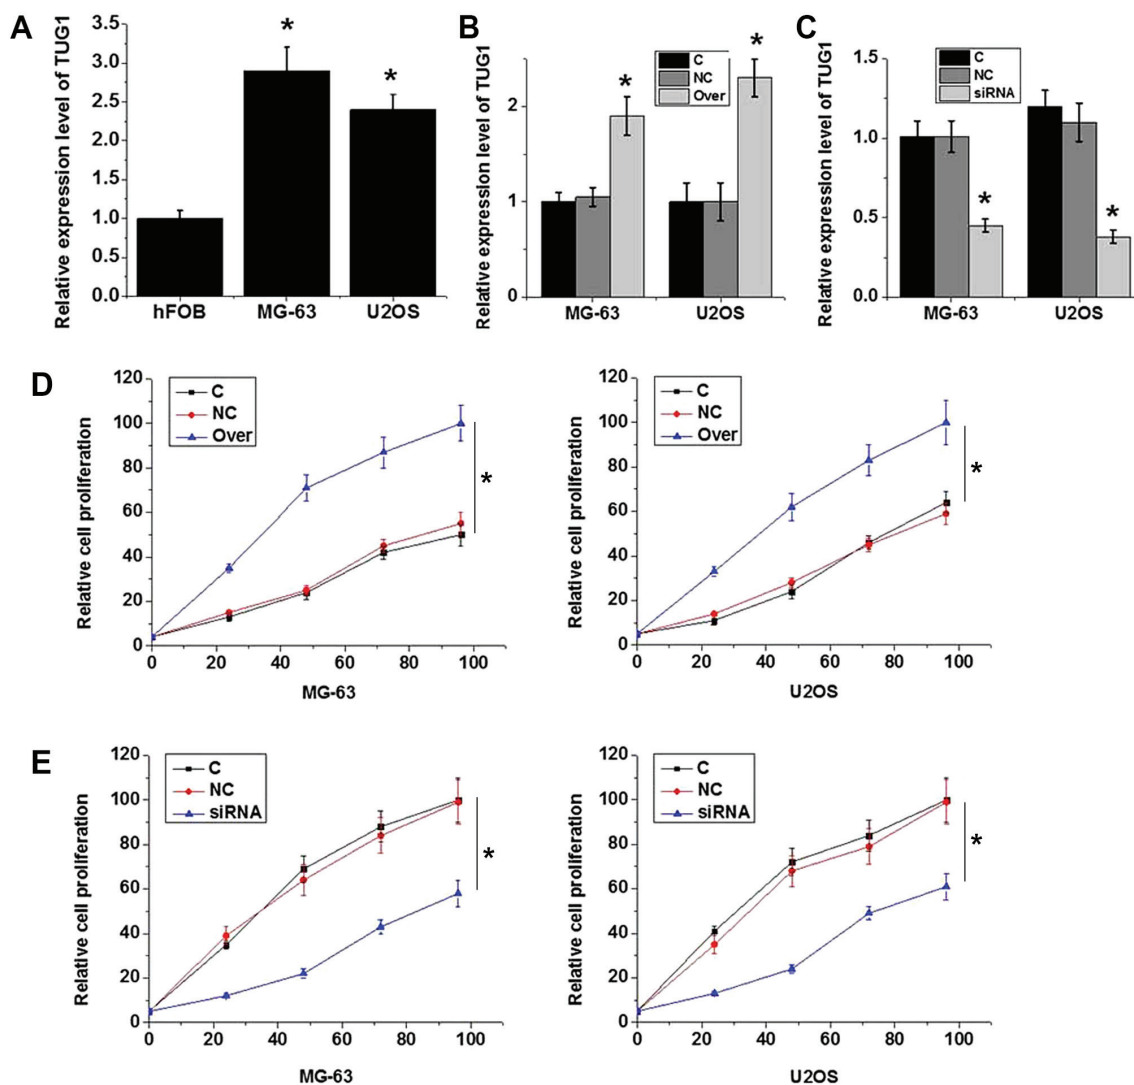 A
Relative expression level of TUG1
3.5
3.0
2.5
2.0
1.5
1.0
0.5
0.0
*
*
hFOB MG-63 U2OS
B
Relative expression level of TUG1
2
1
0
C
NC
Over
*
*
MG-63 U2OS
C
Relative expression level of TUG1
1.5
1.0
0.5
0.0
C
NC
siRNA
*
*
MG-63 U2OS
D
Relative cell proliferation
120
100
80
60
40
20
0
C
NC
Over
*
0 20 40 60 80 100
MG-63
Relative cell proliferation
120
100
80
60
40
20
0
C
NC
Over
*
0 20 40 60 80 100
U2OS
E
Relative cell proliferation
120
100
80
60
40
20
0
C
NC
siRNA
*
0 20 40 60 80 100
MG-63
Relative cell proliferation
120
100
80
60
40
20
0
C
NC
siRNA
*
0 20 40 60 80 100
U2OS